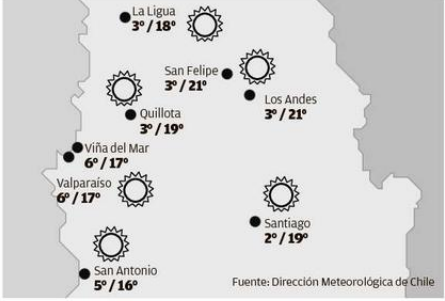 La Ligua
3º / 18º
San Felipe
3º / 21º
Los Andes
3º / 21º
Quillota
3º / 19º
Viña del Mar
6º / 17º
Valparaíso
6º / 17º
Santiago
2º / 19º
San Antonio
5º / 16º
Fuente: Dirección Meteorológica de Chile